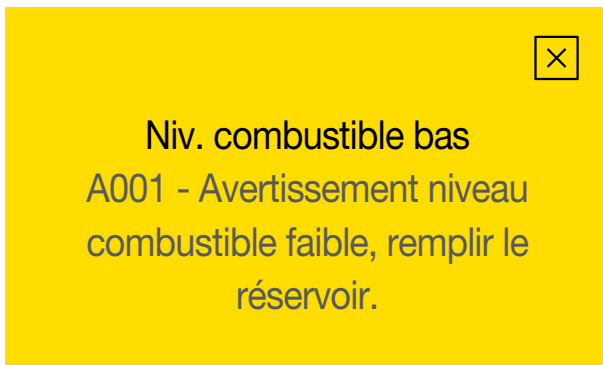 Niv. combustible bas
A001 - Avertissement niveau
combustible faible, remplir le
réservoir.